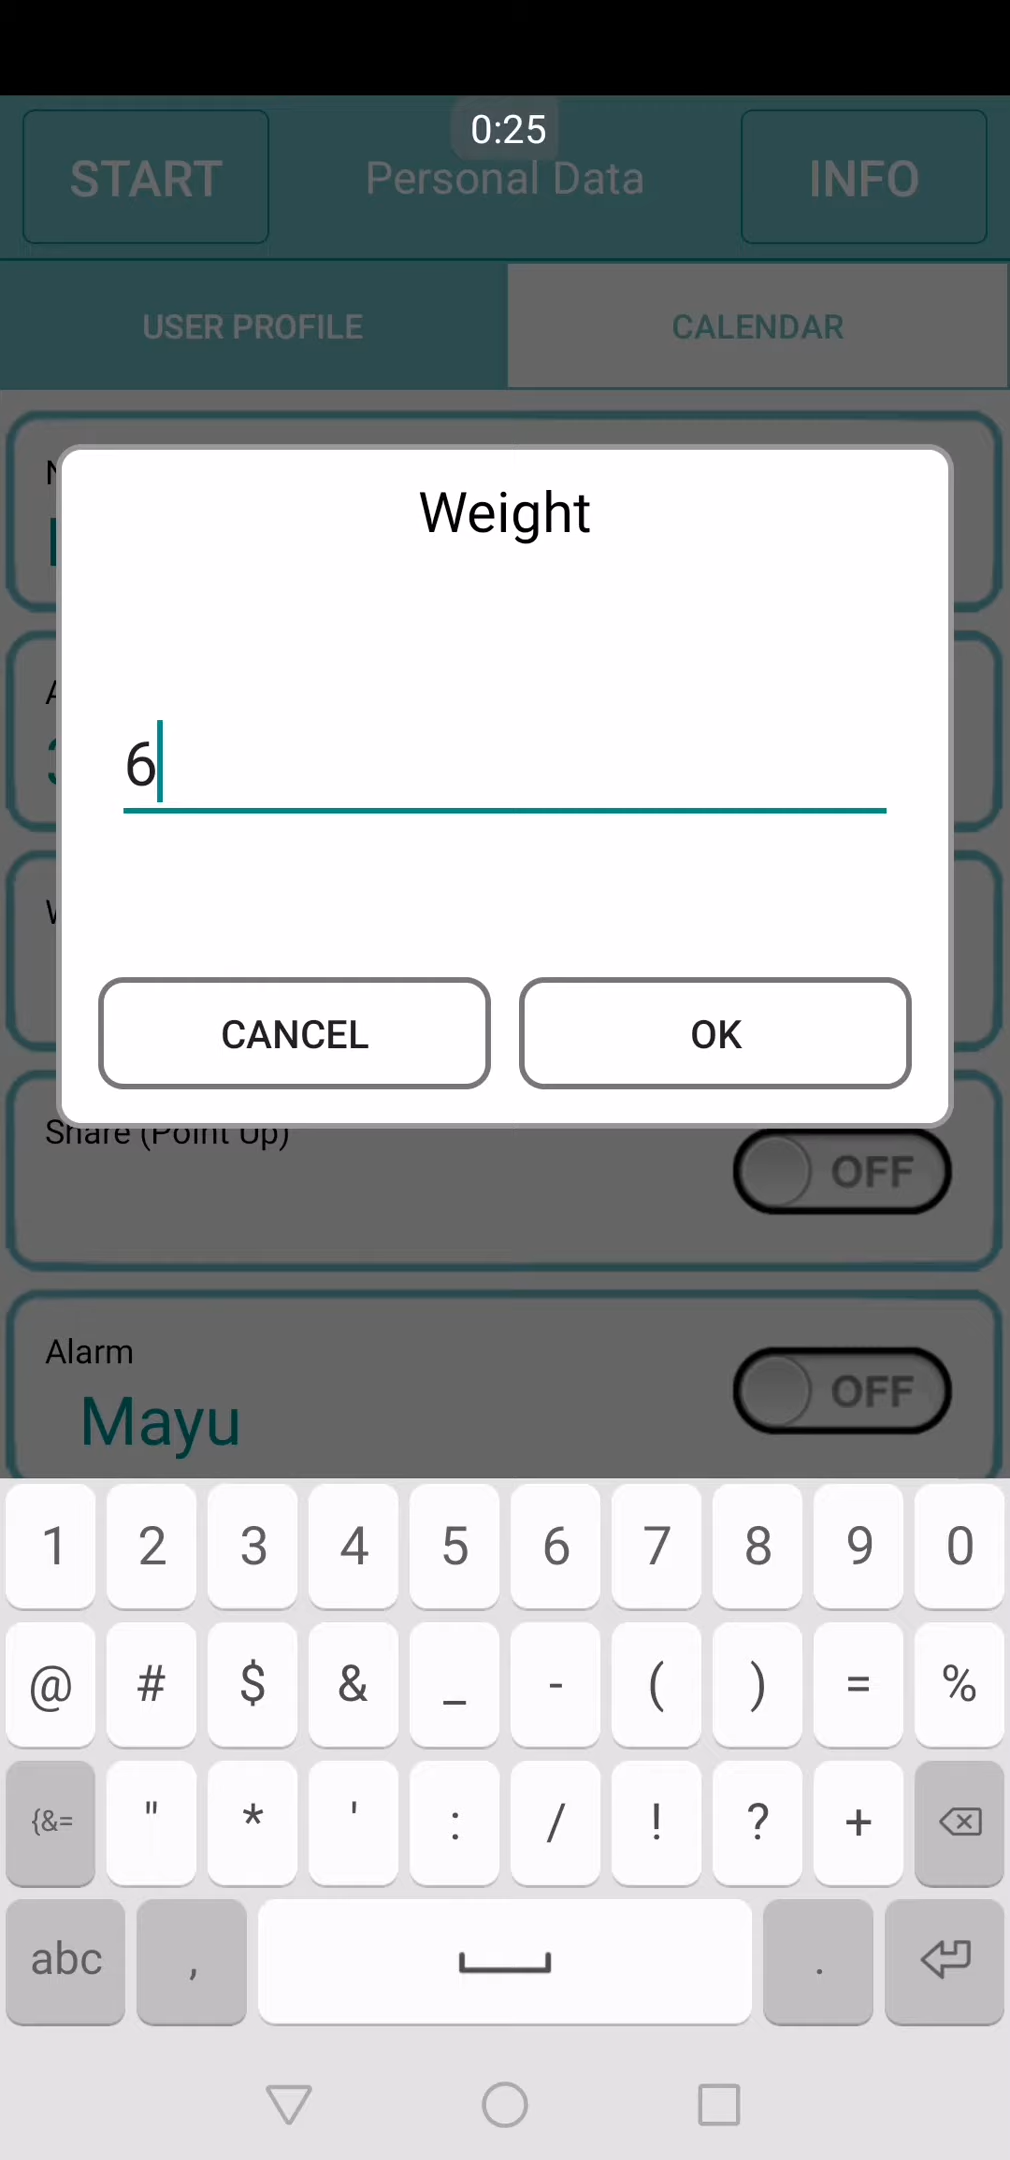 0:25
START
Personal Data
INFO
USER PROFILE
CALENDAR
Weight
6
CANCEL
OK
Share (Point Up)
OFF
Alarm
OFF
Mayu
1 2 3 4 5 6 7 8 9 0
@ # $ & _ - ( ) = %
{&= " * ' : / ! ? +
abc , .